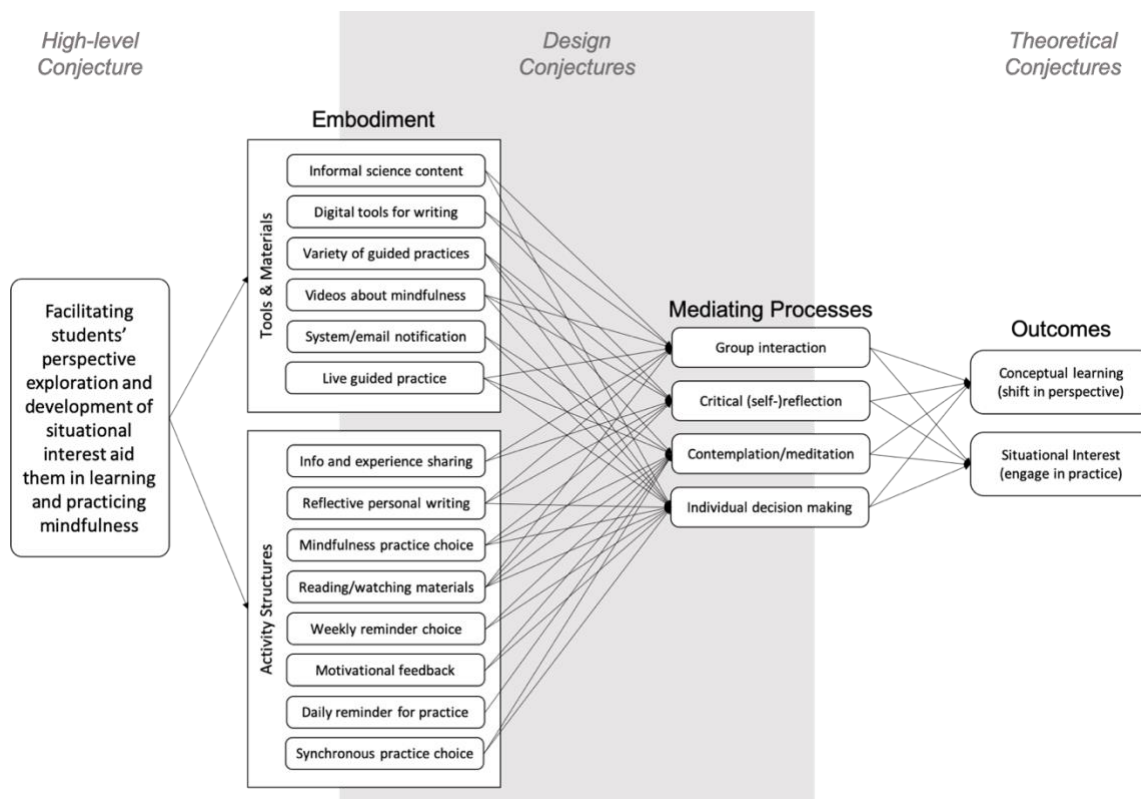 High-level
Conjecture
Design
Conjectures
Theoretical
Conjectures
Facilitating
students'
perspective
exploration and
development of
situational
interest aid
them in learning
and practicing
mindfulness
Embodiment
Tools & Materials
Informal science content
Digital tools for writing
Variety of guided practices
Videos about mindfulness
System/email notification
Live guided practice
Activity Structures
Info and experience sharing
Reflective personal writing
Mindfulness practice choice
Reading/watching materials
Weekly reminder choice
Motivational feedback
Daily reminder for practice
Synchronous practice choice
Mediating Processes
Group interaction
Critical (self-)reflection
Contemplation/meditation
Individual decision making
Outcomes
Conceptual learning
(shift in perspective)
Situational Interest
(engage in practice)